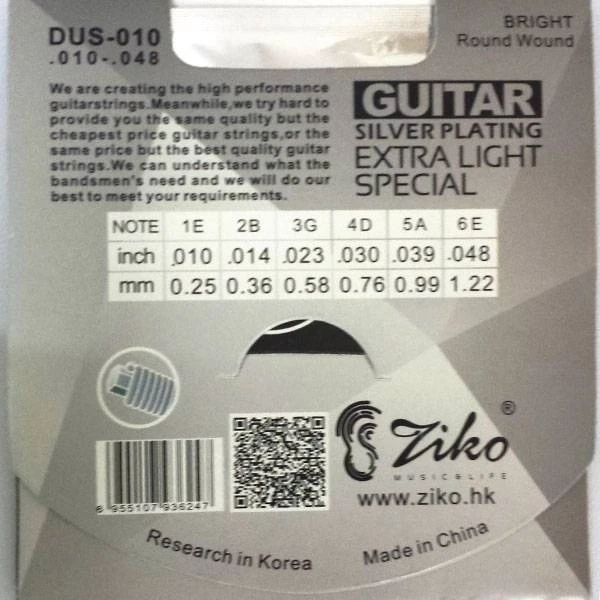 DUS-010
.010-.048
BRIGHT
Round Wound
We are creating the high performance
guitarstrings.Meanwhile,we try hard to
provide you the same quality but the
cheapest price guitar strings,or the
same price but the best quality guitar
strings.We can understand what the
bandsmen's need and we will do our
best to meet your requirements.
GUITAR
SILVER PLATING
EXTRA LIGHT
SPECIAL
NOTE 1E 2B 3G 4D 5A 6E
inch .010 .014 .023 .030 .039 .048
mm 0.25 0.36 0.58 0.76 0.99 1.22
Ziko ®
MUSIC & LIFE
www.ziko.hk
6 955107 936247
Research in Korea
Made in China